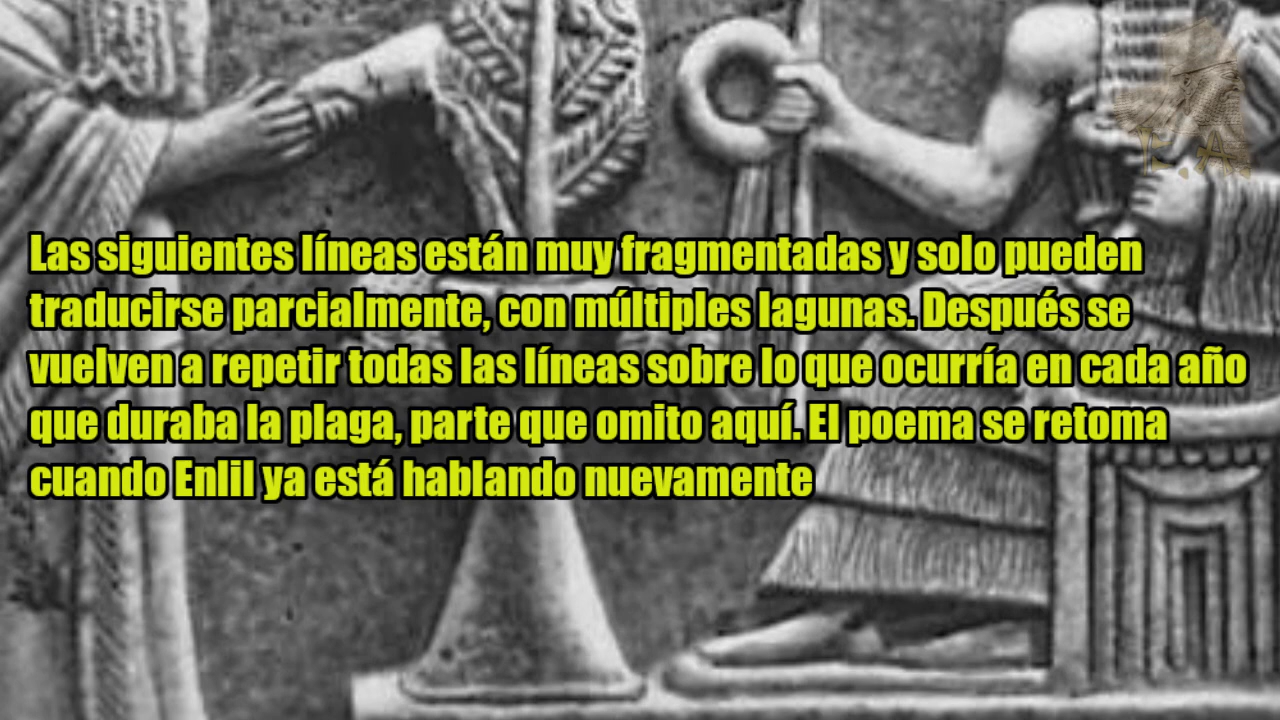 Las siguientes líneas están muy fragmentadas y solo pueden
traducirse parcialmente, con múltiples lagunas. Después se
vuelven a repetir todas las líneas sobre lo que ocurría en cada año
que duraba la plaga, parte que omito aquí. El poema se retoma
cuando Enlil ya está hablando nuevamente